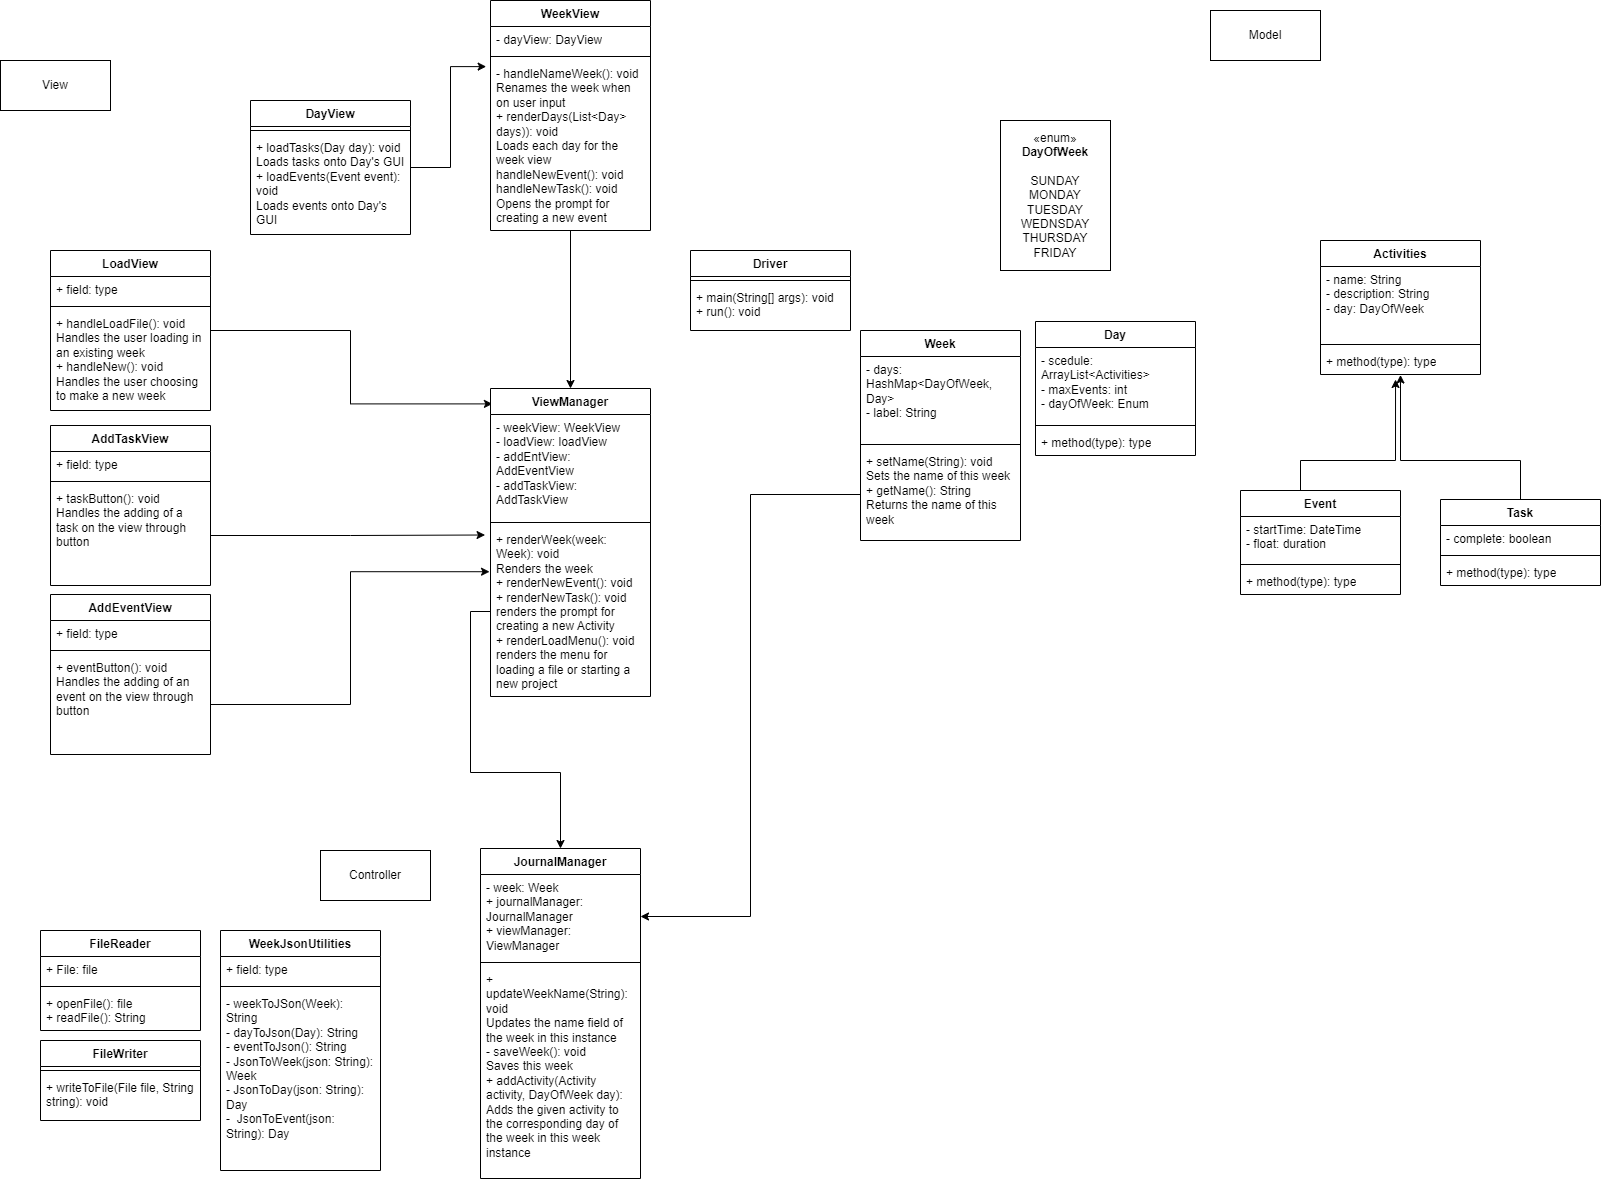 WeekView
- dayView: DayView
- handleNameWeek(): void
Renames the week when
on user input
+ renderDays(List<Day>
days)): void
Loads each day for the
week view
handleNewEvent(): void
handleNewTask(): void
Opens the prompt for
creating a new event
Model
View
DayView
+ loadTasks(Day day): void
Loads tasks onto Day's GUI
+ loadEvents(Event event):
void
Loads events onto Day's
GUI
«enum»
DayOfWeek
SUNDAY
MONDAY
TUESDAY
WEDNSDAY
THURSDAY
FRIDAY
LoadView
+ field: type
+ handleLoadFile(): void
Handles the user loading in
an existing week
+ handleNew(): void
Handles the user choosing
to make a new week
Driver
+ main(String[] args): void
+ run(): void
Activities
- name: String
- description: String
- day: DayOfWeek
+ method(type): type
Week
- days:
HashMap<DayOfWeek,
Day>
- label: String
+ setName(String): void
Sets the name of this week
+ getName(): String
Returns the name of this
week
Day
- scedule:
ArrayList<Activities>
- maxEvents: int
- dayOfWeek: Enum
+ method(type): type
ViewManager
- weekView: WeekView
- loadView: loadView
- addEntView:
AddEventView
- addTaskView:
AddTaskView
+ renderWeek(week:
Week): void
Renders the week
+ renderNewEvent(): void
+ renderNewTask(): void
renders the prompt for
creating a new Activity
+ renderLoadMenu(): void
renders the menu for
loading a file or starting a
new project
AddTaskView
+ field: type
+ taskButton(): void
Handles the adding of a
task on the view through
button
Event
- startTime: DateTime
- float: duration
+ method(type): type
Task
- complete: boolean
+ method(type): type
AddEventView
+ field: type
+ eventButton(): void
Handles the adding of an
event on the view through
button
Controller
JournalManager
- week: Week
+ journalManager:
JournalManager
+ viewManager:
ViewManager
+
updateWeekName(String):
void
Updates the name field of
the week in this instance
- saveWeek(): void
Saves this week
+ addActivity(Activity
activity, DayOfWeek day):
Adds the given activity to
the corresponding day of
the week in this week
instance
FileReader
+ File: file
+ openFile(): file
+ readFile(): String
WeekJsonUtilities
+ field: type
- weekToJSon(Week):
String
- dayToJson(Day): String
- eventToJson(): String
- JsonToWeek(json: String):
Week
- JsonToDay(json: String):
Day
- JsonToEvent(json:
String): Day
FileWriter
+ writeToFile(File file, String
string): void